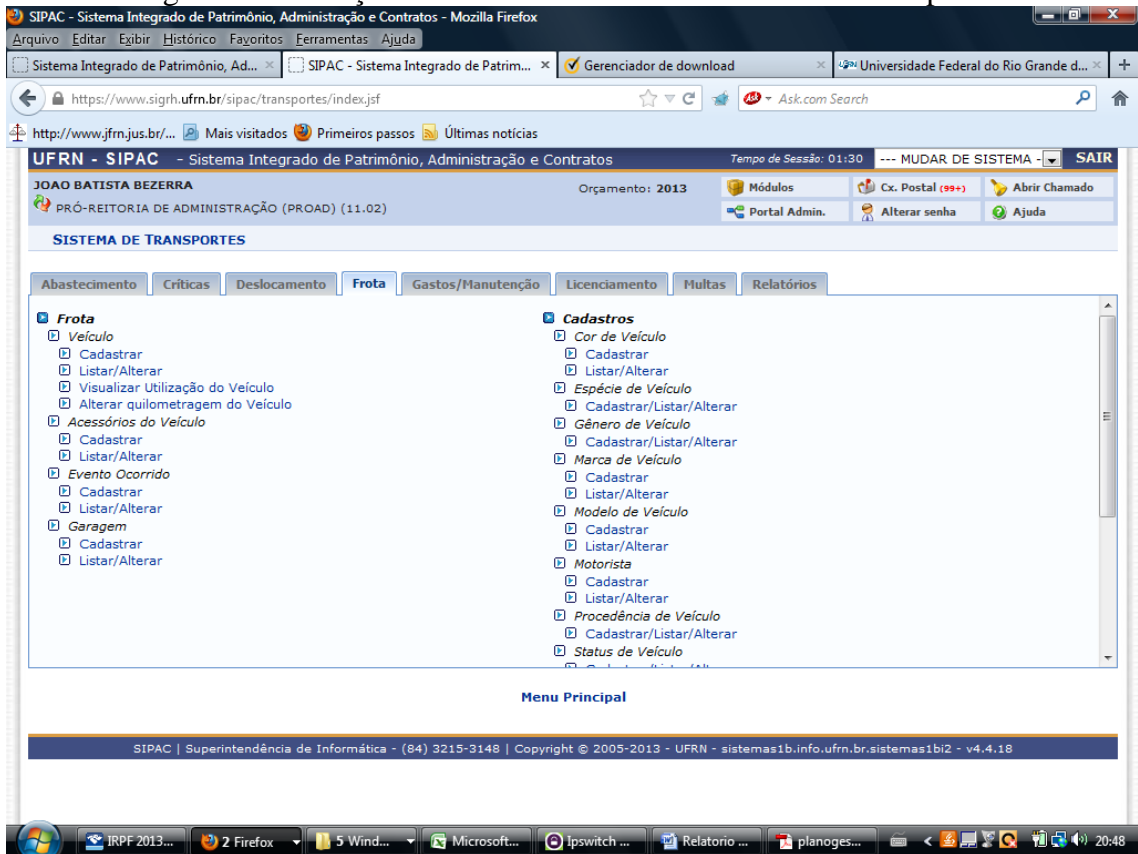 SIPAC - Sistema Integrado de Patrimônio, Administração e Contratos - Mozilla Firefox
Arquivo Editar Exibir Histórico Favoritos Ferramentas Ajuda
Sistema Integrado de Patrimônio, Ad... SIPAC - Sistema Integrado de Patrim... Gerenciador de download Universidade Federal do Rio Grande d...
https://www.sigrh.ufrn.br/sipac/transportes/index.jsf Ask.com Search
http://www.jfrn.jus.br/... Mais visitados Primeiros passos Últimas notícias
UFRN - SIPAC - Sistema Integrado de Patrimônio, Administração e Contratos Tempo de Sessão: 01:30 --- MUDAR DE SISTEMA - SAIR
JOAO BATISTA BEZERRA Orçamento: 2013 Módulos Cx. Postal (99+) Abrir Chamado
PRÓ-REITORIA DE ADMINISTRAÇÃO (PROAD) (11.02) Portal Admin. Alterar senha Ajuda
SISTEMA DE TRANSPORTES
Abastecimento Críticas Deslocamento Frota Gastos/Manutenção Licenciamento Multas Relatórios
Frota
Veículo
Cadastrar
Listar/Alterar
Visualizar Utilização do Veículo
Alterar quilometragem do Veículo
Acessórios do Veículo
Cadastrar
Listar/Alterar
Evento Ocorrido
Cadastrar
Listar/Alterar
Garagem
Cadastrar
Listar/Alterar
Cadastros
Cor de Veículo
Cadastrar
Listar/Alterar
Espécie de Veículo
Cadastrar/Listar/Alterar
Gênero de Veículo
Cadastrar/Listar/Alterar
Marca de Veículo
Cadastrar
Listar/Alterar
Modelo de Veículo
Cadastrar
Listar/Alterar
Motorista
Cadastrar
Listar/Alterar
Procedência de Veículo
Cadastrar/Listar/Alterar
Status de Veículo
Menu Principal
SIPAC | Superintendência de Informática - (84) 3215-3148 | Copyright © 2005-2013 - UFRN - sistemas1b.info.ufrn.br.sistemas1bi2 - v4.4.18
IRPF 2013... 2 Firefox 5 Wind... Microsoft... Ipswitch ... Relatorio ... planoges... 20:48